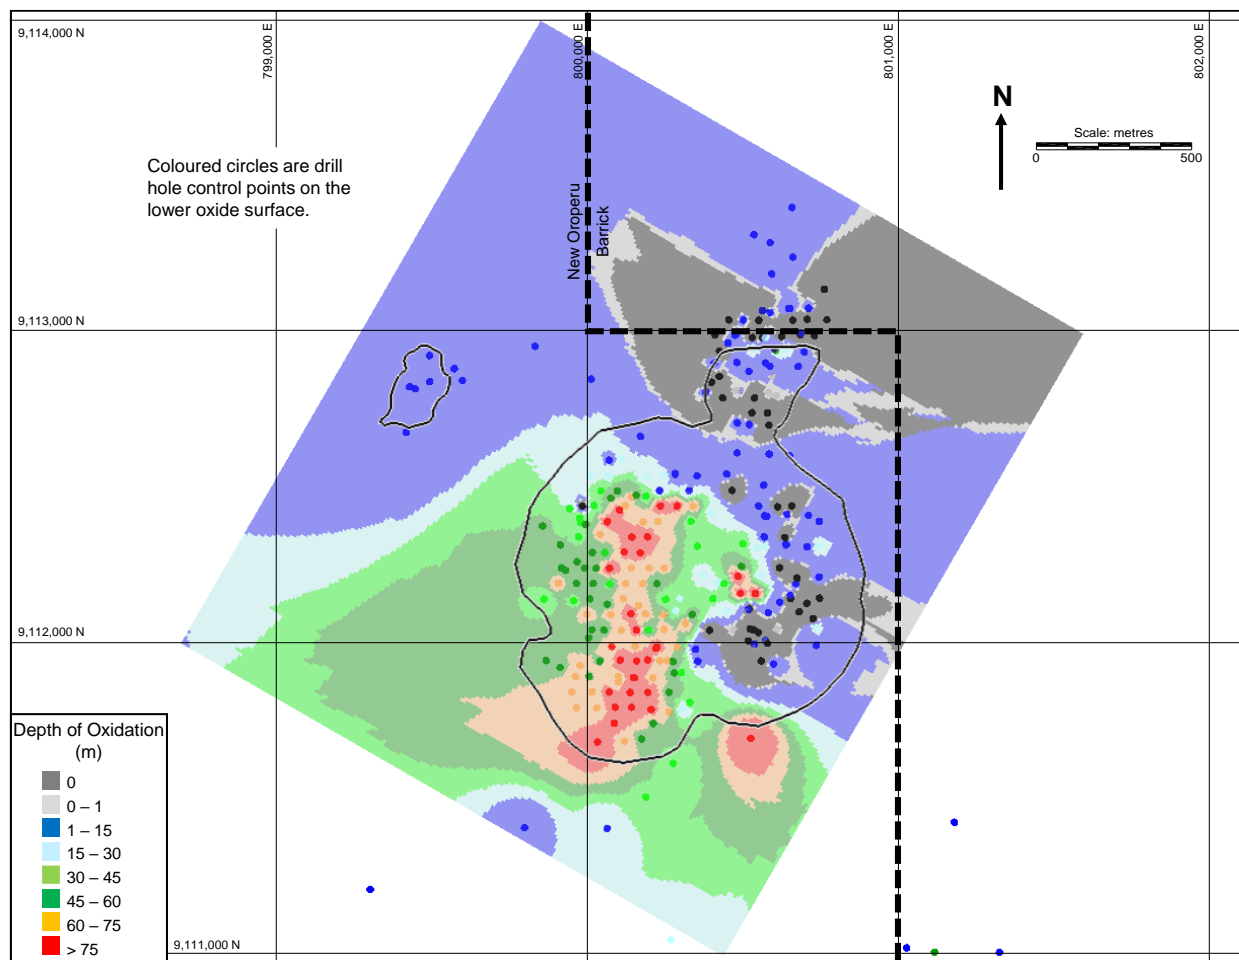 9,114,000 N
799,000 E
800,000 E
801,000 E
802,000 E
N
Scale: metres
0
500
Coloured circles are drill
hole control points on the
lower oxide surface.
New Oroperu
Barrick
9,113,000 N
9,112,000 N
Depth of Oxidation
(m)
0
0 – 1
1 – 15
15 – 30
30 – 45
45 – 60
60 – 75
> 75
9,111,000 N